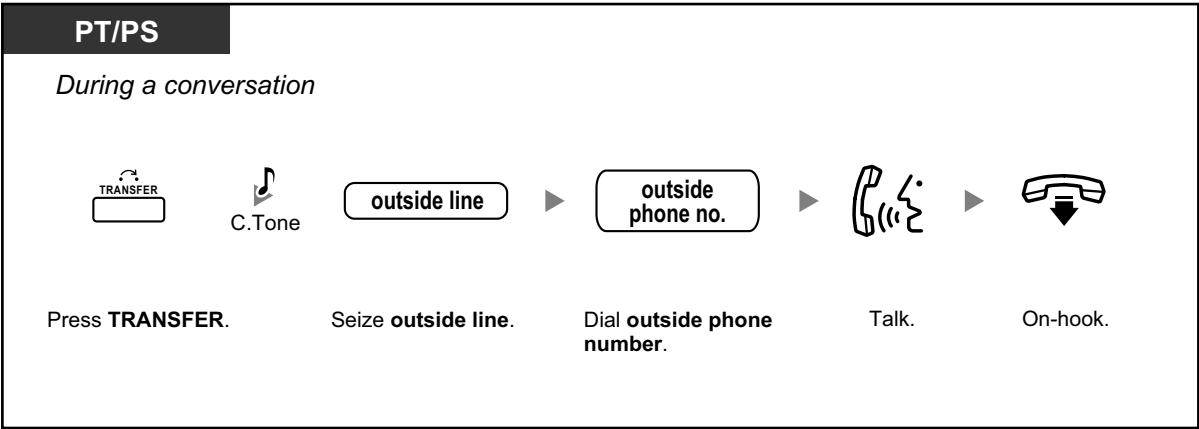 PT/PS
During a conversation
TRANSFER
C.Tone
outside line
outside
phone no.
Press TRANSFER.
Seize outside line.
Dial outside phone
number.
Talk.
On-hook.